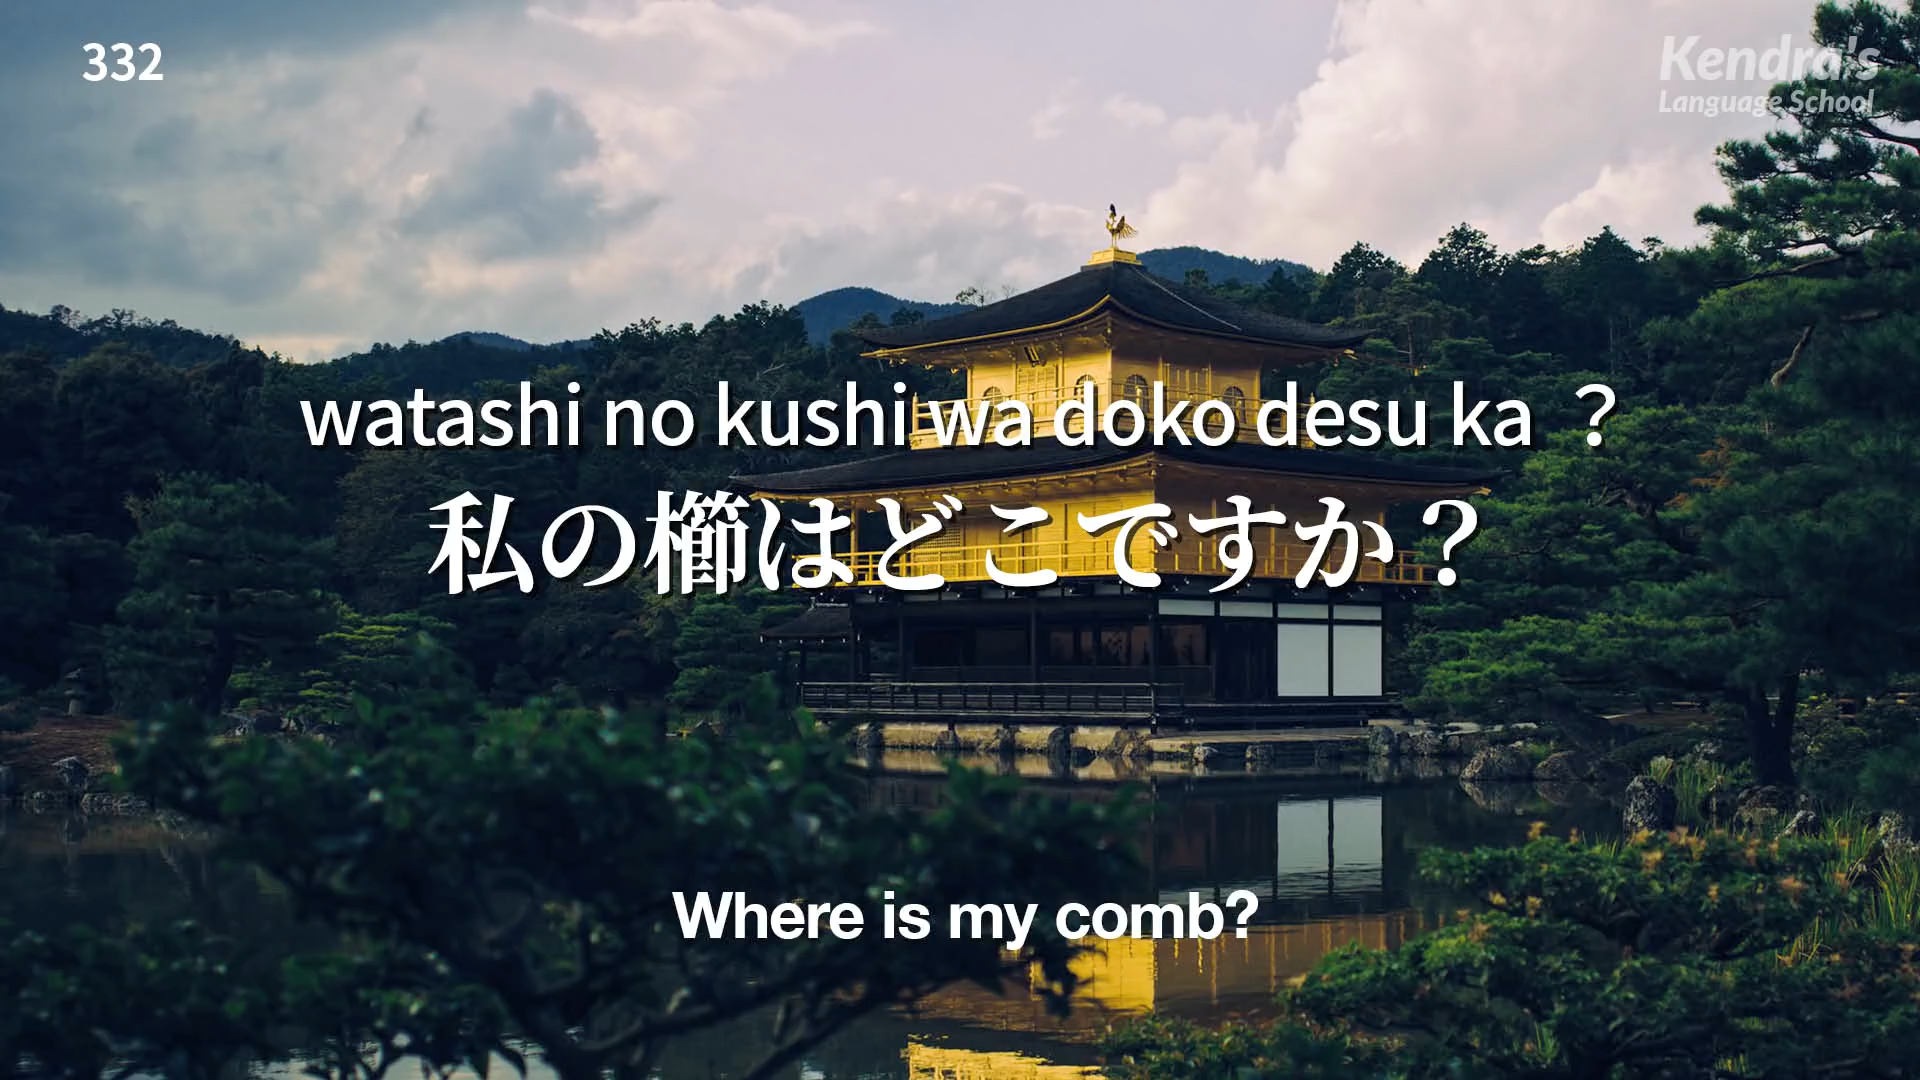 332
Kendra's
Language School
watashi no kushi wa doko desu ka ？
私の櫛はどこですか？
Where is my comb?